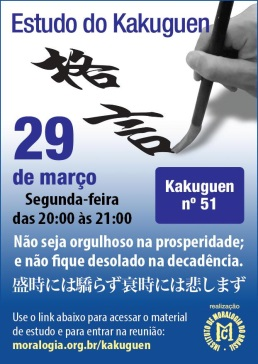 Estudo do Kakuguen
格言
29
de março
Segunda-feira
das 20:00 às 21:00
Kakuguen
nº 51
Não seja orgulhoso na prosperidade;
e não fique desolado na decadência.
盛時には驕らず衰時には悲しまず
Use o link abaixo para acessar o material
de estudo e para entrar na reunião:
moralogia.org.br/kakuguen
realização
INSTITUTO DE MORALOGIA DO BRASIL